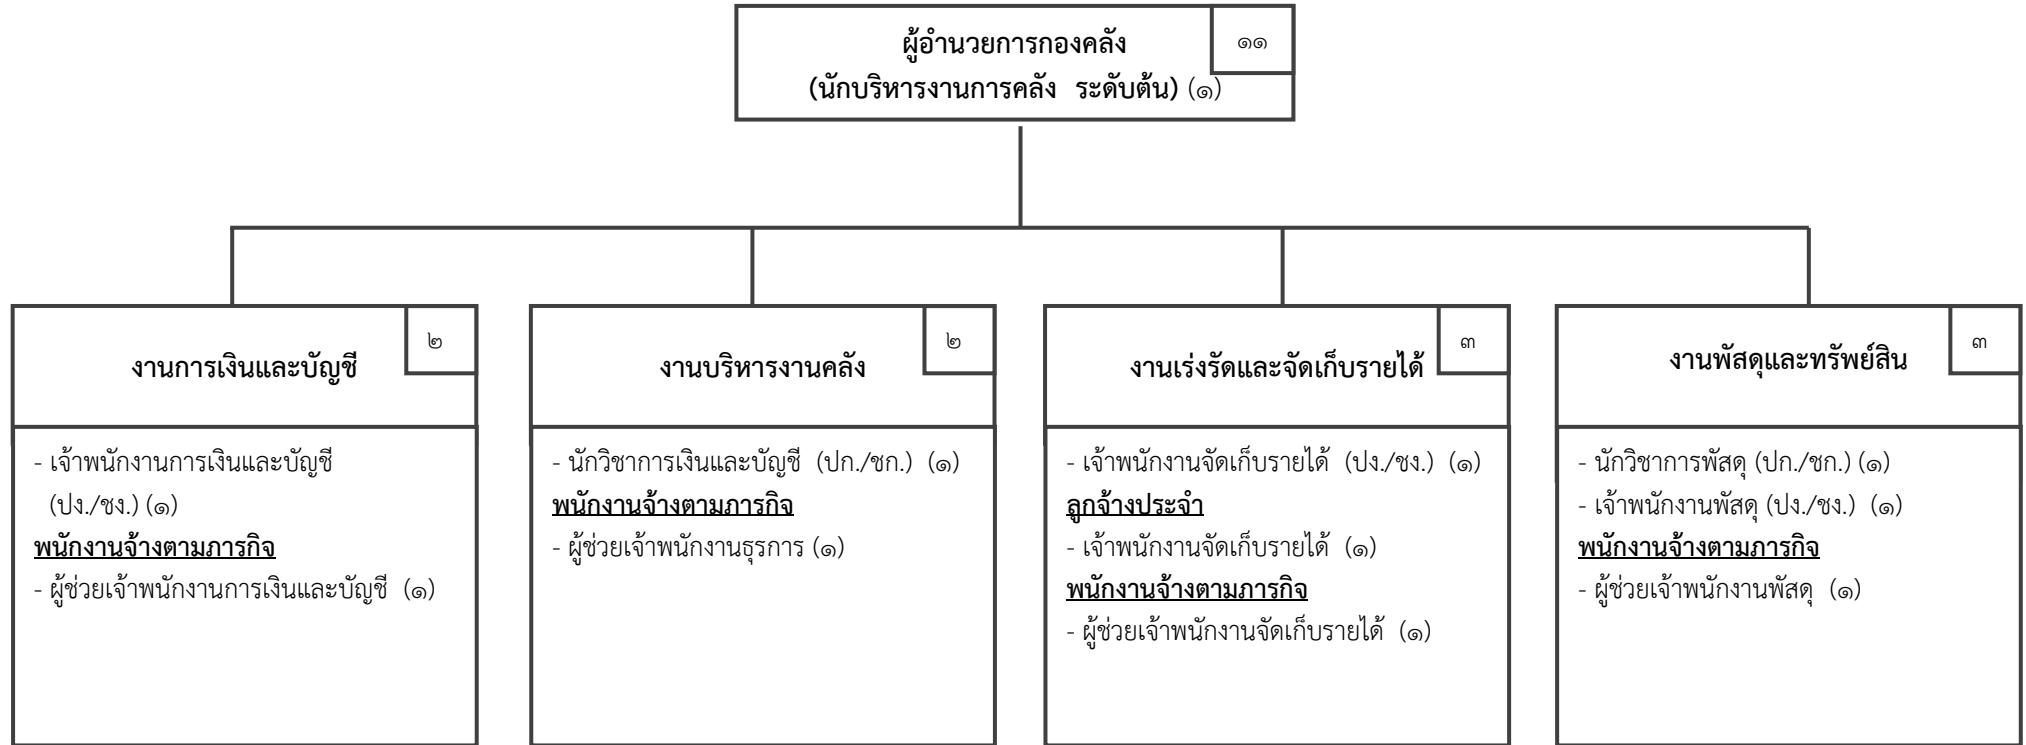 ผู้อำนวยการกองคลัง
๑๑
(นักบริหารงานการคลัง ระดับต้น) (๑)
งานการเงินและบัญชี
๒
- เจ้าพนักงานการเงินและบัญชี
(ปง./ชง.) (๑)
พนักงานจ้างตามภารกิจ
- ผู้ช่วยเจ้าพนักงานการเงินและบัญชี (๑)
งานบริหารงานคลัง
๒
- นักวิชาการเงินและบัญชี (ปก./ชก.) (๑)
พนักงานจ้างตามภารกิจ
- ผู้ช่วยเจ้าพนักงานธุรการ (๑)
งานเร่งรัดและจัดเก็บรายได้
๓
- เจ้าพนักงานจัดเก็บรายได้ (ปง./ชง.) (๑)
ลูกจ้างประจำ
- เจ้าพนักงานจัดเก็บรายได้ (๑)
พนักงานจ้างตามภารกิจ
- ผู้ช่วยเจ้าพนักงานจัดเก็บรายได้ (๑)
งานพัสดุและทรัพย์สิน
๓
- นักวิชาการพัสดุ (ปก./ชก.) (๑)
- เจ้าพนักงานพัสดุ (ปง./ชง.) (๑)
พนักงานจ้างตามภารกิจ
- ผู้ช่วยเจ้าพนักงานพัสดุ (๑)